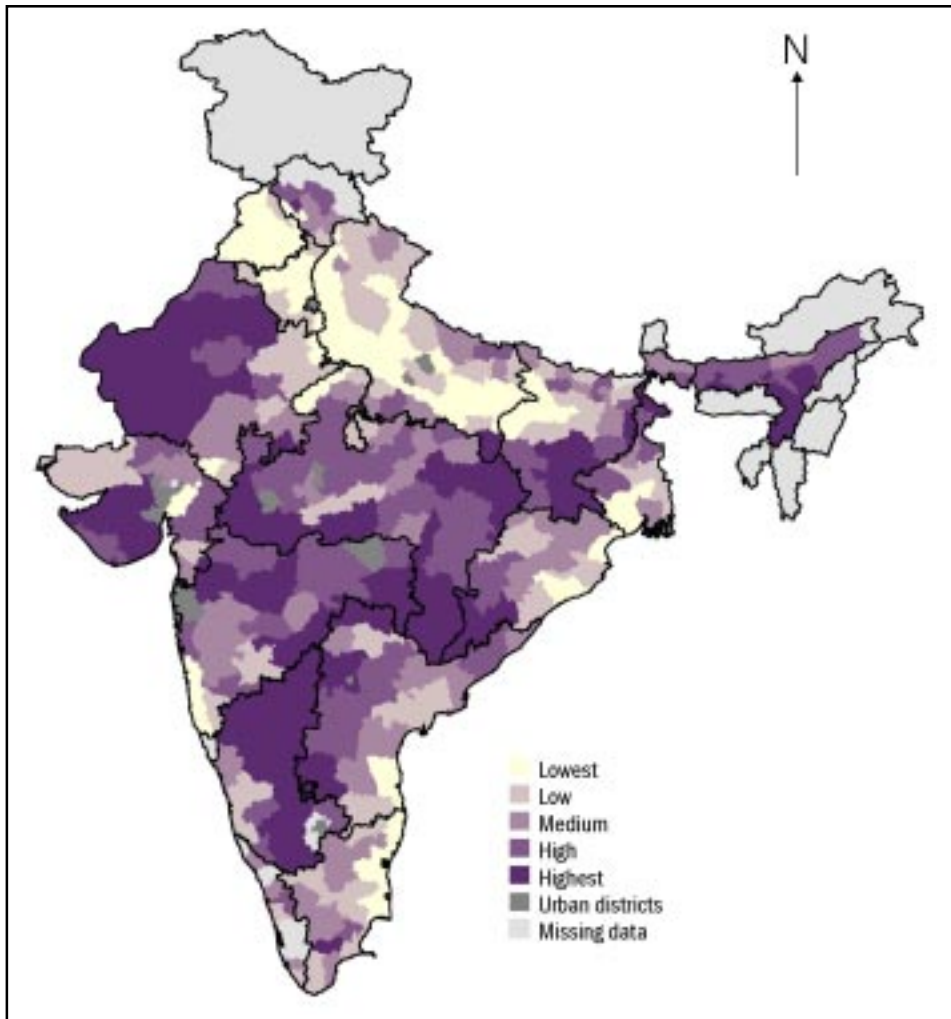 N
Lowest
Low
Medium
High
Highest
Urban districts
Missing data